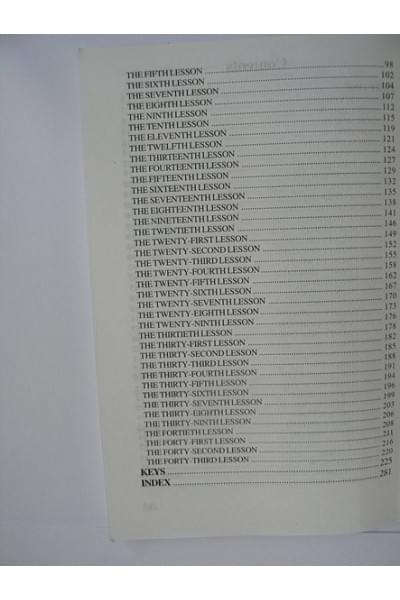 THE FIFTH LESSON ........ 98
THE SIXTH LESSON ........ 102
THE SEVENTH LESSON ........ 104
THE EIGHTH LESSON ........ 107
THE NINTH LESSON ........ 112
THE TENTH LESSON ........ 115
THE ELEVENTH LESSON ........ 119
THE TWELFTH LESSON ........ 121
THE THIRTEENTH LESSON ........ 124
THE FOURTEENTH LESSON ........ 127
THE FIFTEENTH LESSON ........ 129
THE SIXTEENTH LESSON ........ 132
THE SEVENTEENTH LESSON ........ 135
THE EIGHTEENTH LESSON ........ 138
THE NINETEENTH LESSON ........ 141
THE TWENTIETH LESSON ........ 146
THE TWENTY-FIRST LESSON ........ 149
THE TWENTY-SECOND LESSON ........ 152
THE TWENTY-THIRD LESSON ........ 155
THE TWENTY-FOURTH LESSON ........ 158
THE TWENTY-FIFTH LESSON ........ 162
THE TWENTY-SIXTH LESSON ........ 167
THE TWENTY-SEVENTH LESSON ........ 170
THE TWENTY-EIGHTH LESSON ........ 173
THE TWENTY-NINTH LESSON ........ 176
THE THIRTIETH LESSON ........ 178
THE THIRTY-FIRST LESSON ........ 182
THE THIRTY-SECOND LESSON ........ 185
THE THIRTY-THIRD LESSON ........ 188
THE THIRTY-FOURTH LESSON ........ 191
THE THIRTY-FIFTH LESSON ........ 194
THE THIRTY-SIXTH LESSON ........ 196
THE THIRTY-SEVENTH LESSON ........ 199
THE THIRTY-EIGHTH LESSON ........ 203
THE THIRTY-NINTH LESSON ........ 206
THE FORTIETH LESSON ........ 208
THE FORTY-FIRST LESSON ........ 211
THE FORTY-SECOND LESSON ........ 216
THE FORTY-THIRD LESSON ........ 220
KEYS ........ 225
INDEX ........ 281